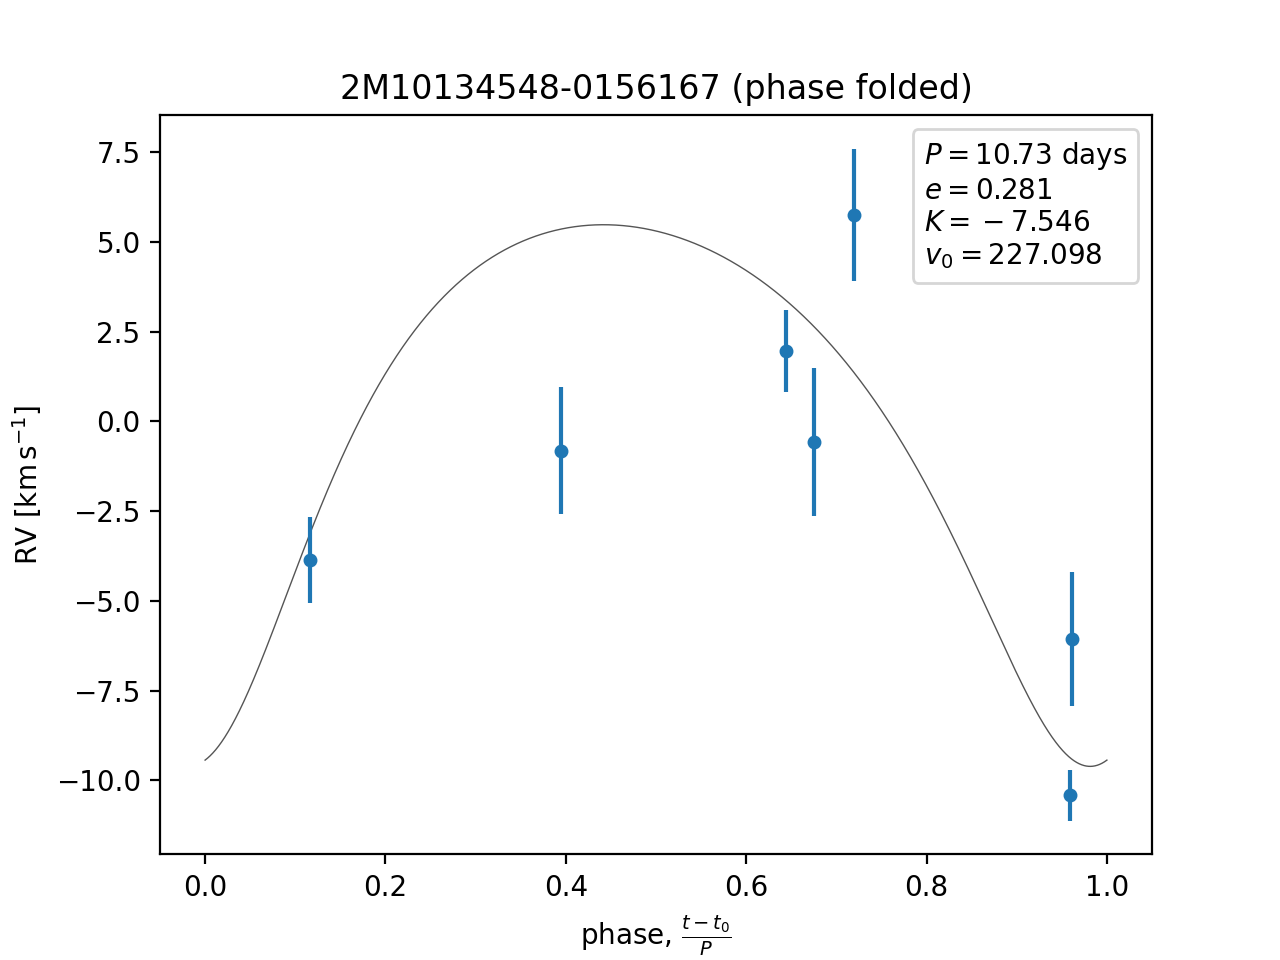 2M10134548-0156167 (phase folded)
P = 10.73 days
e = 0.281
K = −7.546
v₀ = 227.098
7.5
5.0
2.5
0.0
−2.5
−5.0
−7.5
−10.0
RV [km s⁻¹]
0.0 0.2 0.4 0.6 0.8 1.0
phase, (t − t₀)/P